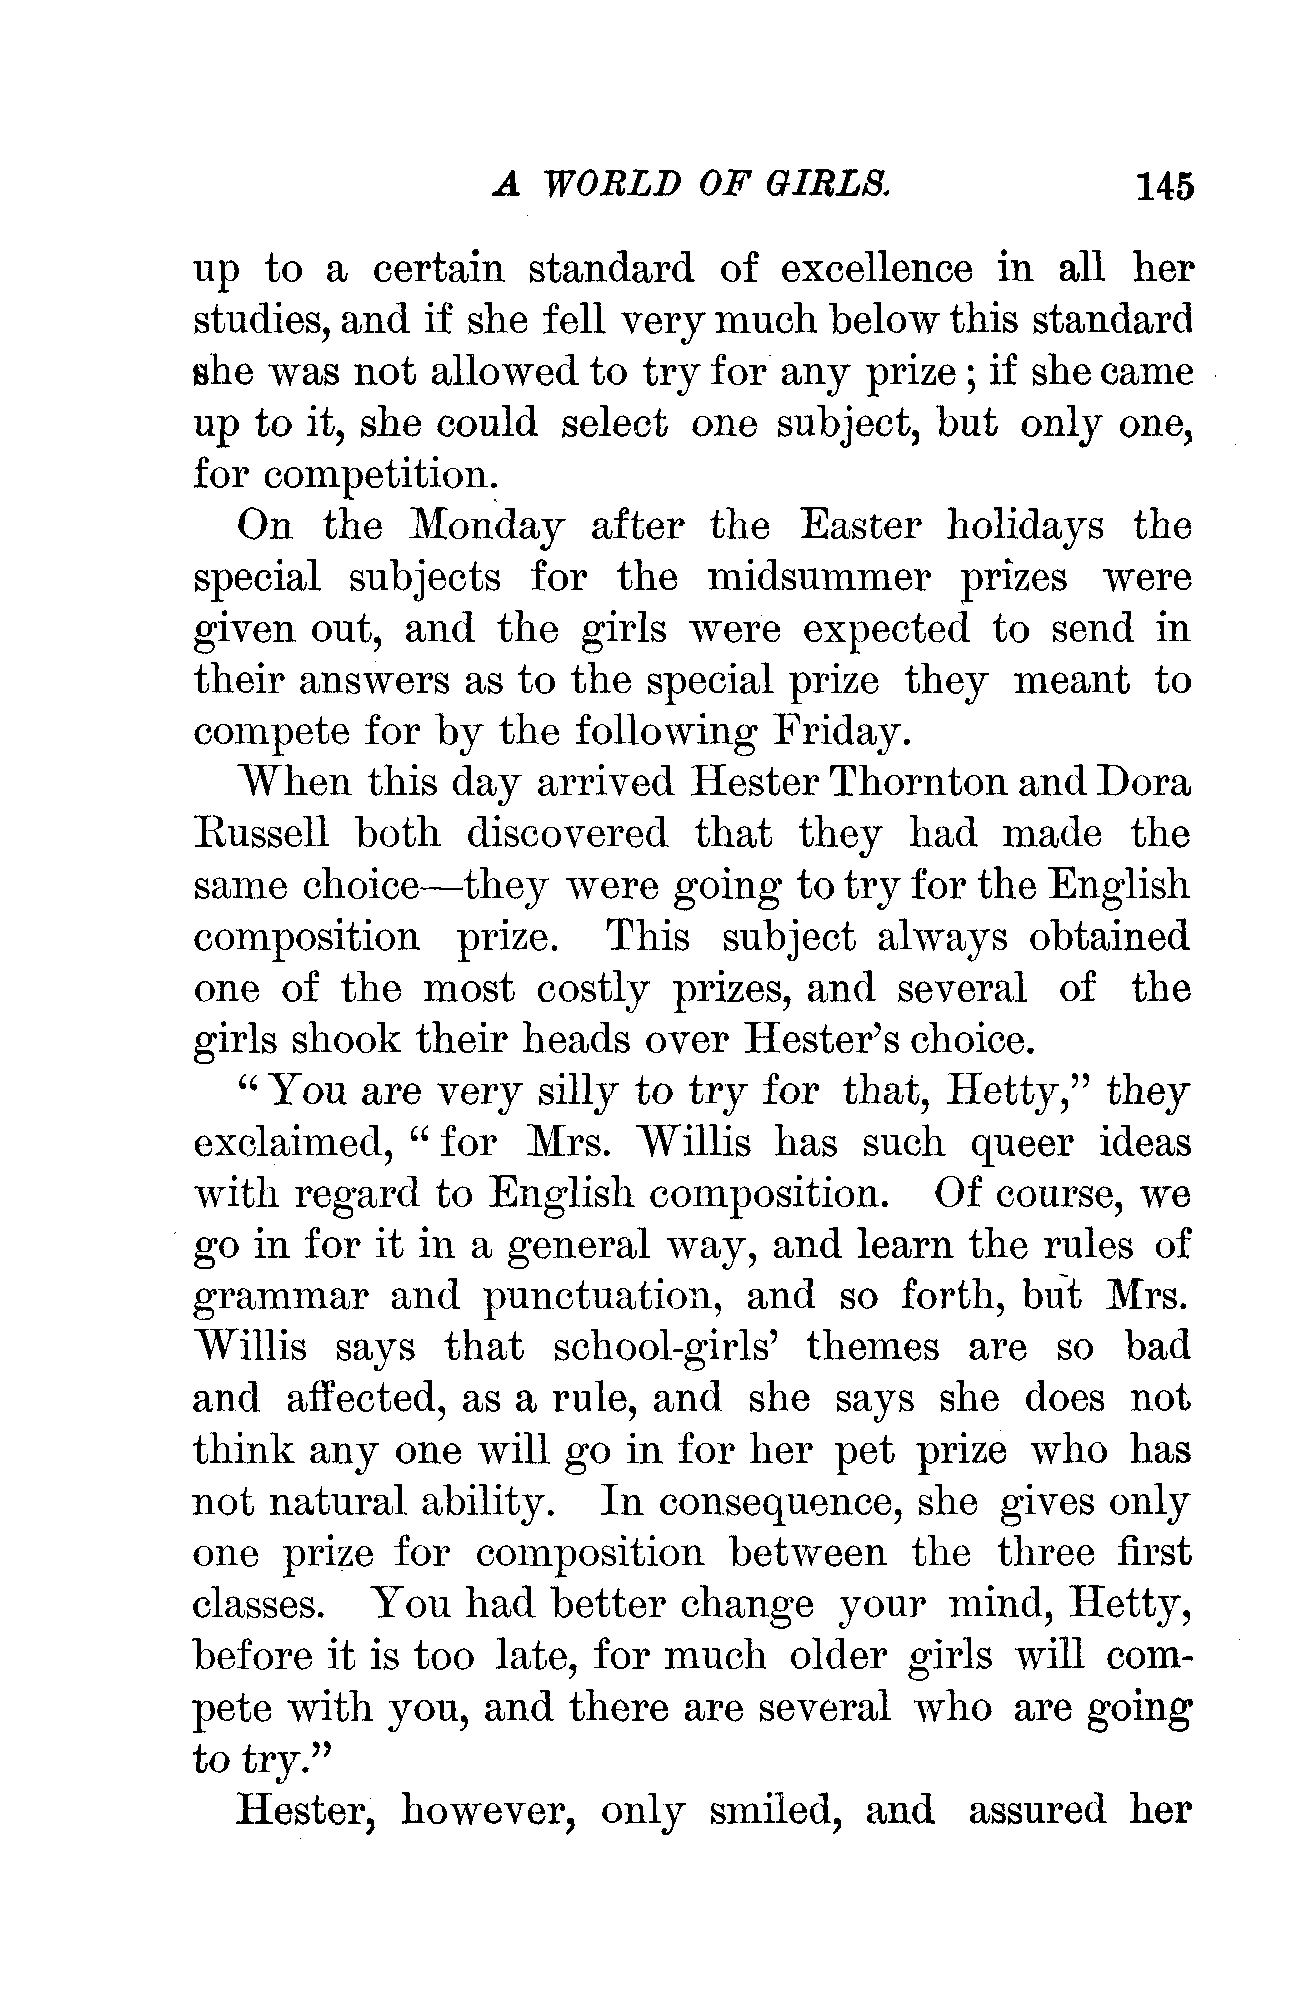 A WORLD OF GIRLS. 145
up to a certain standard of excellence in all her
studies, and if she fell very much below this standard
she was not allowed to try for any prize; if she came
up to it, she could select one subject, but only one,
for competition.
On the Monday after the Easter holidays the
special subjects for the midsummer prizes were
given out, and the girls were expected to send in
their answers as to the special prize they meant to
compete for by the following Friday.
When this day arrived Hester Thornton and Dora
Russell both discovered that they had made the
same choice—they were going to try for the English
composition prize. This subject always obtained
one of the most costly prizes, and several of the
girls shook their heads over Hester's choice.
"You are very silly to try for that, Hetty," they
exclaimed, "for Mrs. Willis has such queer ideas
with regard to English composition. Of course, we
go in for it in a general way, and learn the rules of
grammar and punctuation, and so forth, but Mrs.
Willis says that school-girls' themes are so bad
and affected, as a rule, and she says she does not
think any one will go in for her pet prize who has
not natural ability. In consequence, she gives only
one prize for composition between the three first
classes. You had better change your mind, Hetty,
before it is too late, for much older girls will com-
pete with you, and there are several who are going
to try."
Hester, however, only smiled, and assured her